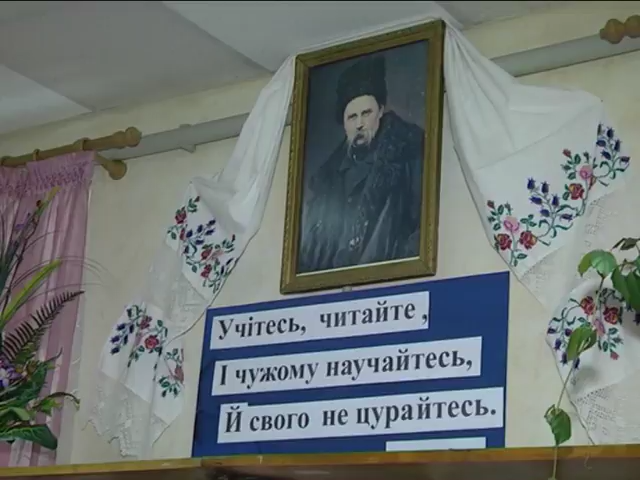 Учітесь, читайте,
І чужому научайтесь,
Й свого не цурайтесь.